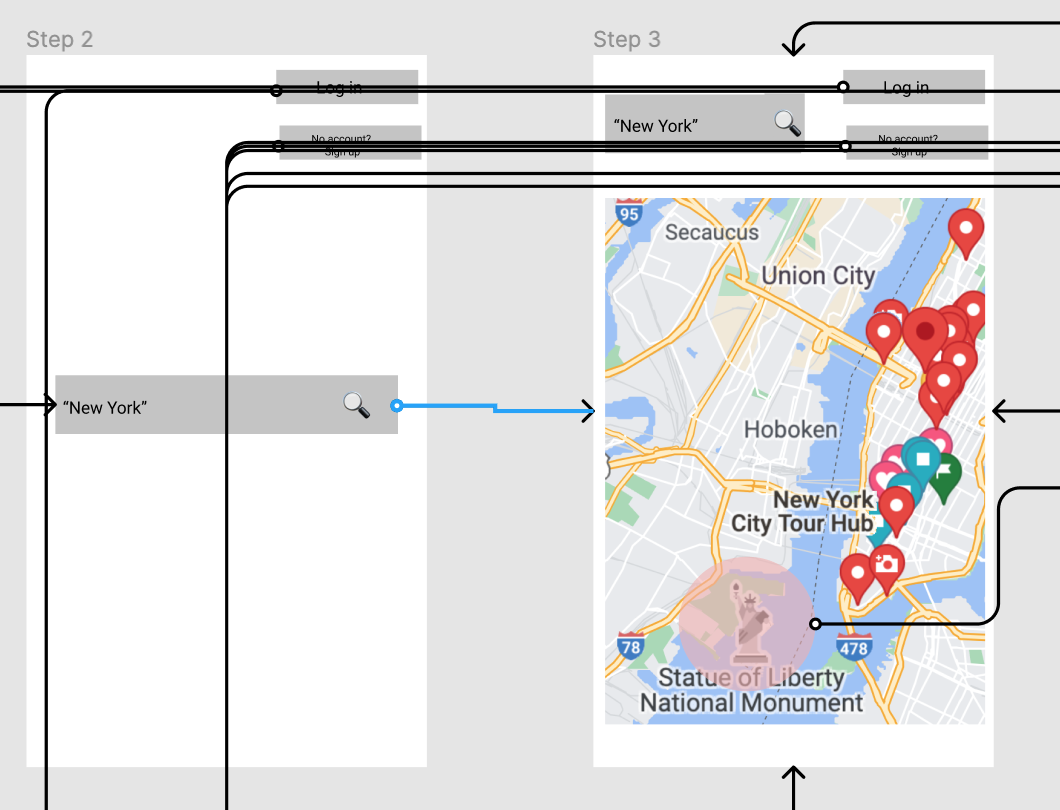 Step 2
Log in
No account?
Sign up
“New York”
Step 3
Log in
“New York”
No account?
Sign up
95
Secaucus
Union City
Hoboken
New York
City Tour Hub
78
478
Statue of Liberty
National Monument